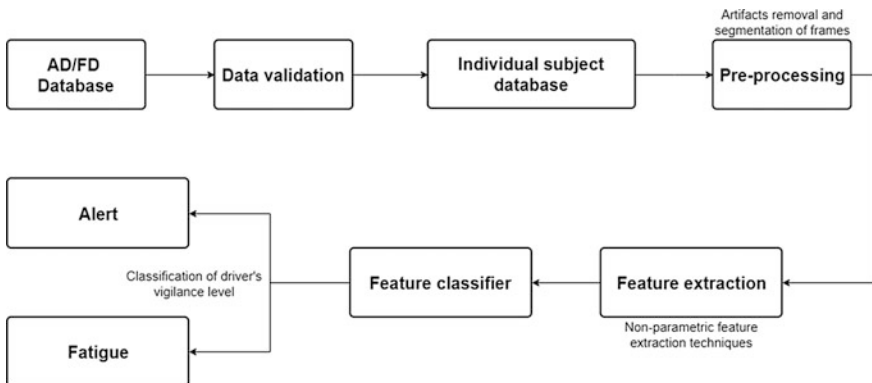 Artifacts removal and
segmentation of frames
AD/FD
Database
Data validation
Individual subject
database
Pre-processing
Alert
Classification of driver's
vigilance level
Feature classifier
Feature extraction
Non-parametric feature
extraction techniques
Fatigue